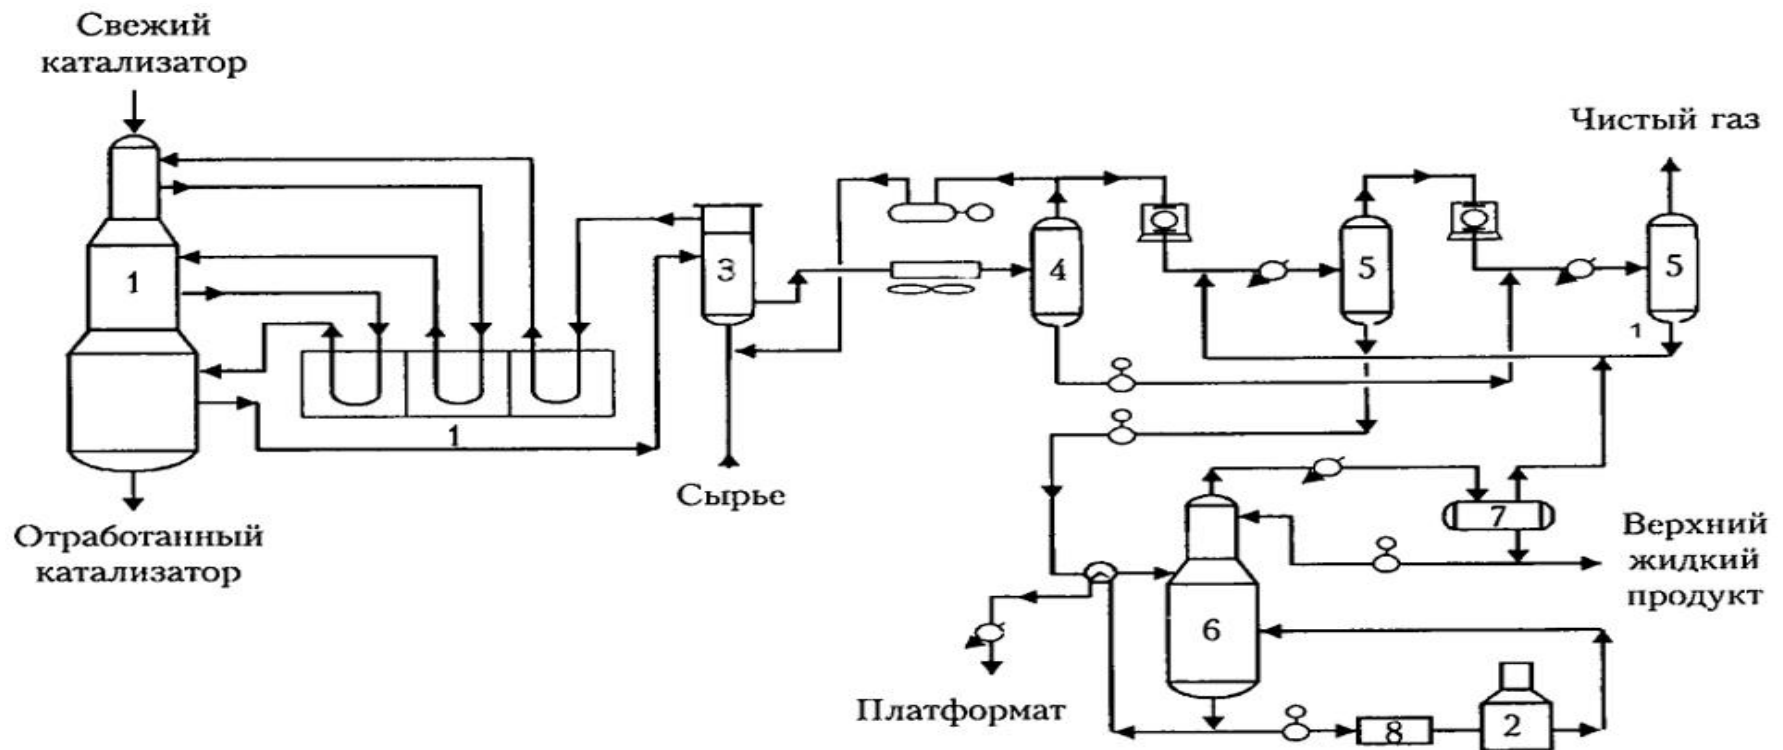 Свежий
катализатор
Чистый газ
1
3
4
5
5
1
1
Сырье
Отработанный
катализатор
7
Верхний
жидкий
продукт
6
Платформат
8
2